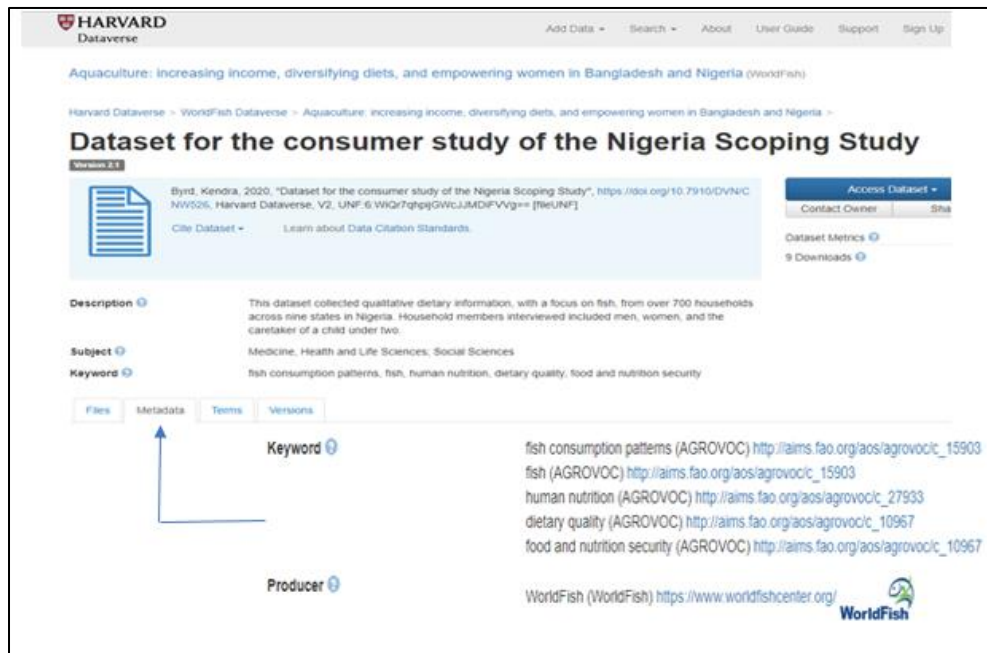 HARVARD
Dataverse
Add Data Search About User Guide Support Sign Up
Aquaculture: increasing income, diversifying diets, and empowering women in Bangladesh and Nigeria (WorldFish)
Harvard Dataverse > WorldFish Dataverse > Aquaculture: increasing income, diversifying diets, and empowering women in Bangladesh and Nigeria >
Dataset for the consumer study of the Nigeria Scoping Study
Version 2.1
Byrd, Kendra, 2020, "Dataset for the consumer study of the Nigeria Scoping Study", https://doi.org/10.7910/DVN/C
NW526, Harvard Dataverse, V2, [fileUNF]
Cite Dataset Learn about Data Citation Standards.
Access Dataset
Contact Owner Sha
Dataset Metrics
9 Downloads
Description This dataset collected qualitative dietary information, with a focus on fish, from over 700 households
across nine states in Nigeria. Household members interviewed included men, women, and the
caretaker of a child under two.
Subject Medicine, Health and Life Sciences; Social Sciences
Keyword fish consumption patterns, fish, human nutrition, dietary quality, food and nutrition security
Files Metadata Terms Versions
Keyword fish consumption patterns (AGROVOC) http://aims.fao.org/aos/agrovoc/c_15903
fish (AGROVOC) http://aims.fao.org/aos/agrovoc/c_15903
human nutrition (AGROVOC) http://aims.fao.org/aos/agrovoc/c_27933
dietary quality (AGROVOC) http://aims.fao.org/aos/agrovoc/c_10967
food and nutrition security (AGROVOC) http://aims.fao.org/aos/agrovoc/c_10967
Producer WorldFish (WorldFish) https://www.worldfishcenter.org/
WorldFish